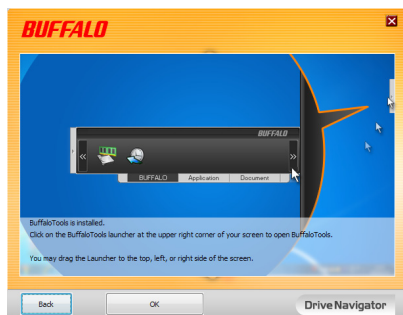 BUFFALO
BUFFALO
BUFFALO Application Document
BuffaloTools is installed.
Click on the BuffaloTools launcher at the upper right corner of your screen to open BuffaloTools.
You may drag the Launcher to the top, left, or right side of the screen.
Back OK Drive Navigator